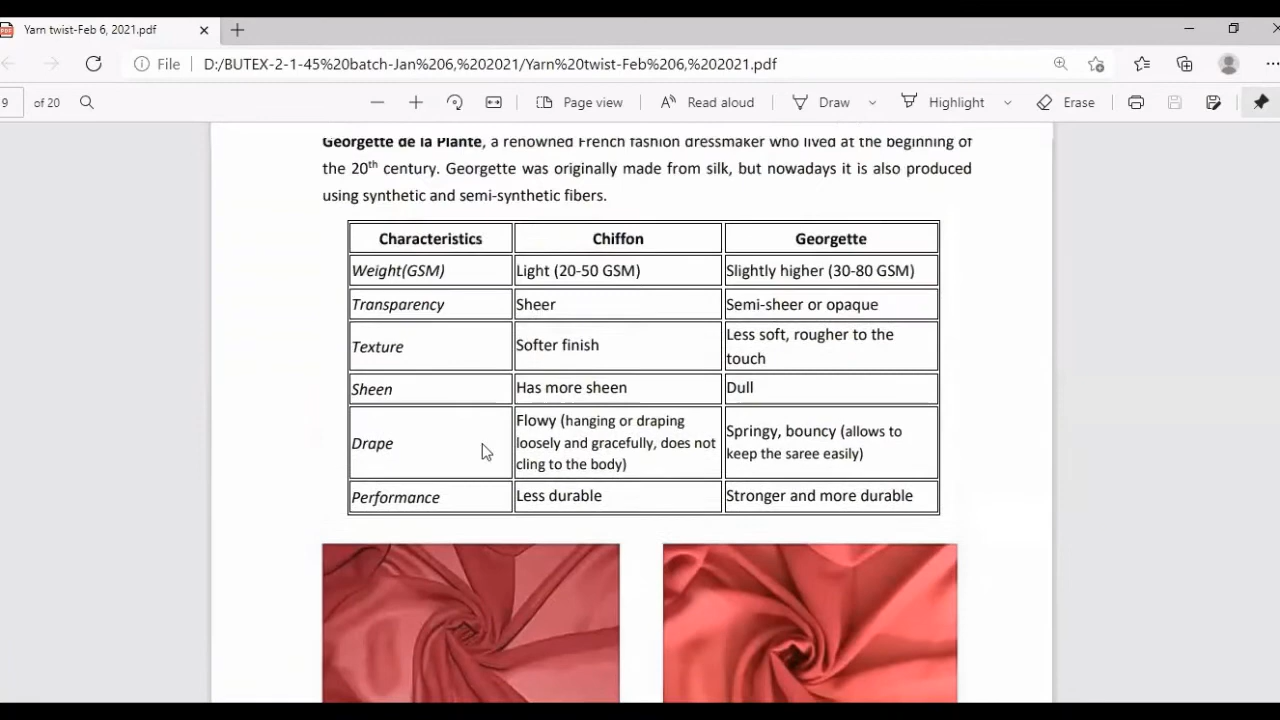 Yarn twist-Feb 6, 2021.pdf
File D:/BUTEX-2-1-45%20batch-Jan%206,%202021/Yarn%20twist-Feb%206,%202021.pdf
9 of 20 Page view Read aloud Draw Highlight Erase
Georgette de la Plante, a renowned French fashion dressmaker who lived at the beginning of
the 20th century. Georgette was originally made from silk, but nowadays it is also produced
using synthetic and semi-synthetic fibers.
Characteristics Chiffon Georgette
Weight(GSM) Light (20-50 GSM) Slightly higher (30-80 GSM)
Transparency Sheer Semi-sheer or opaque
Texture Softer finish Less soft, rougher to the
touch
Sheen Has more sheen Dull
Drape Flowy (hanging or draping
loosely and gracefully, does not
cling to the body) Springy, bouncy (allows to
keep the saree easily)
Performance Less durable Stronger and more durable